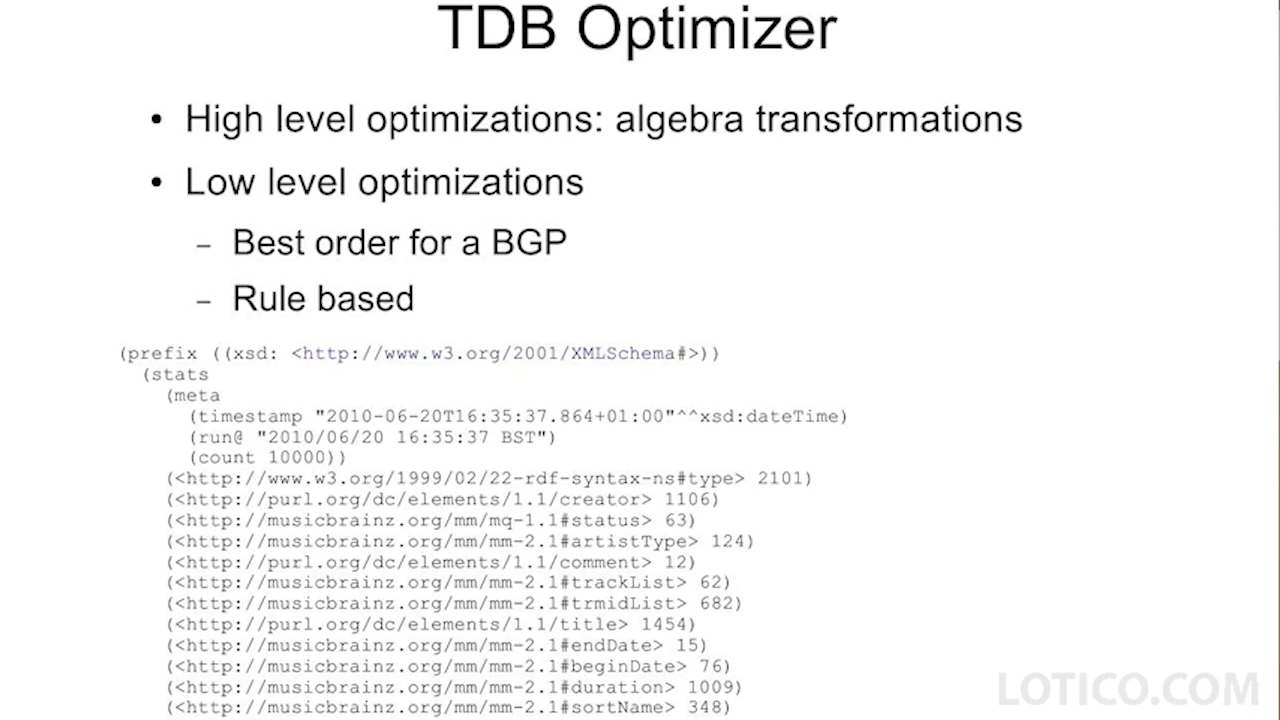 TDB Optimizer
• High level optimizations: algebra transformations
• Low level optimizations
– Best order for a BGP
– Rule based
(prefix ((xsd: <http://www.w3.org/2001/XMLSchema#>))
(stats
(meta
(timestamp "2010-06-20T16:35:37.864+01:00"^^xsd:dateTime)
(run@ "2010/06/20 16:35:37 BST")
(count 10000))
(<http://www.w3.org/1999/02/22-rdf-syntax-ns#type> 2101)
(<http://purl.org/dc/elements/1.1/creator> 1106)
(<http://musicbrainz.org/mm/mq-1.1#status> 63)
(<http://musicbrainz.org/mm/mm-2.1#artistType> 124)
(<http://purl.org/dc/elements/1.1/comment> 12)
(<http://musicbrainz.org/mm/mm-2.1#trackList> 62)
(<http://musicbrainz.org/mm/mm-2.1#trmidList> 682)
(<http://purl.org/dc/elements/1.1/title> 1454)
(<http://musicbrainz.org/mm/mm-2.1#endDate> 15)
(<http://musicbrainz.org/mm/mm-2.1#beginDate> 76)
(<http://musicbrainz.org/mm/mm-2.1#duration> 1009)
(<http://musicbrainz.org/mm/mm-2.1#sortName> 348)
LOTICO.COM